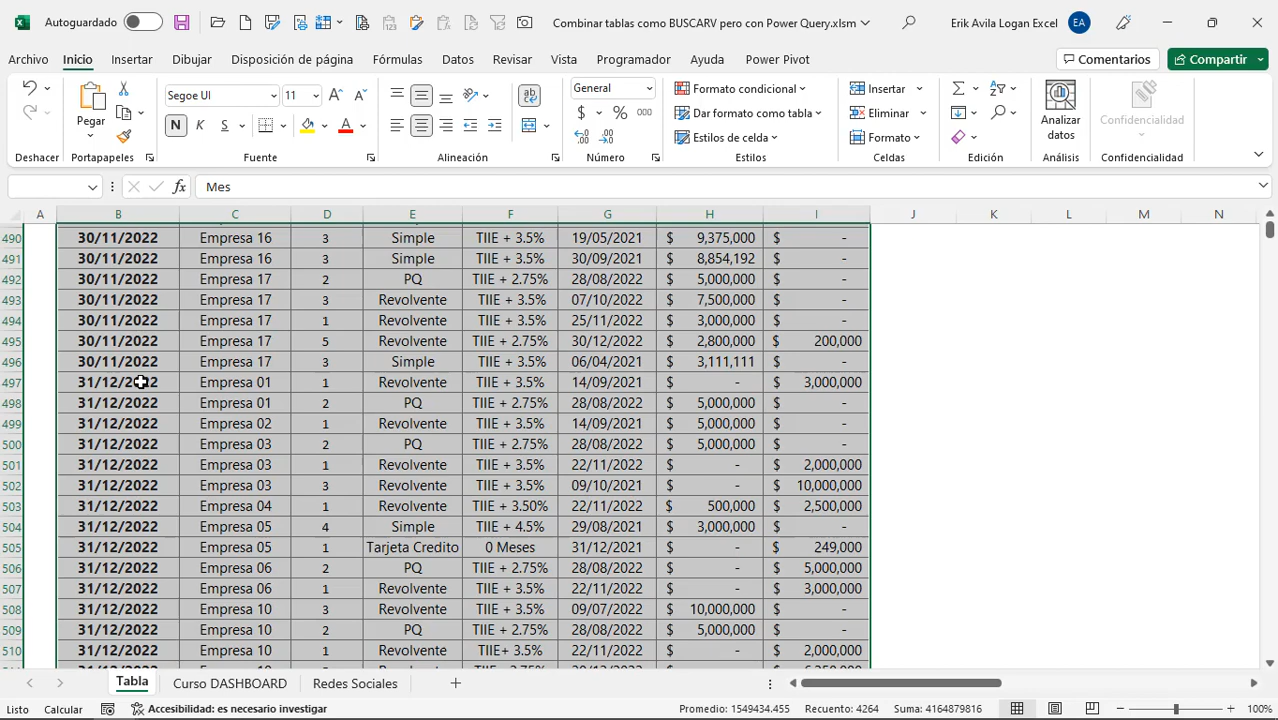 Autoguardado
Combinar tablas como BUSCARV pero con Power Query.xlsm
Erik Avila Logan Excel
EA
Archivo Inicio Insertar Dibujar Disposición de página Fórmulas Datos Revisar Vista Programador Ayuda Power Pivot
Comentarios
Compartir
Pegar
Segoe UI 11
N K S
General
$ % 000
Formato condicional
Dar formato como tabla
Estilos de celda
Insertar
Eliminar
Formato
Analizar datos
Confidencialidad
Deshacer Portapapeles Fuente Alineación Número Estilos Celdas Edición Análisis Confidencialidad
fx Mes
A B C D E F G H I J K L M N
490 30/11/2022 Empresa 16 3 Simple TIIE + 3.5% 19/05/2021 $ 9,375,000 $ -
491 30/11/2022 Empresa 16 3 Simple TIIE + 3.5% 30/09/2021 $ 8,854,192 $ -
492 30/11/2022 Empresa 17 2 PQ TIIE + 2.75% 28/08/2022 $ 5,000,000 $ -
493 30/11/2022 Empresa 17 3 Revolvente TIIE + 3.5% 07/10/2022 $ 7,500,000 $ -
494 30/11/2022 Empresa 17 1 Revolvente TIIE + 3.5% 25/11/2022 $ 3,000,000 $ -
495 30/11/2022 Empresa 17 5 Revolvente TIIE + 2.75% 30/12/2022 $ 2,800,000 $ 200,000
496 30/11/2022 Empresa 17 3 Simple TIIE + 3.5% 06/04/2021 $ 3,111,111 $ -
497 31/12/2022 Empresa 01 1 Revolvente TIIE + 3.5% 14/09/2021 $ - $ 3,000,000
498 31/12/2022 Empresa 01 2 PQ TIIE + 2.75% 28/08/2022 $ 5,000,000 $ -
499 31/12/2022 Empresa 02 1 Revolvente TIIE + 3.5% 14/09/2021 $ 5,000,000 $ -
500 31/12/2022 Empresa 03 2 PQ TIIE + 2.75% 28/08/2022 $ 5,000,000 $ -
501 31/12/2022 Empresa 03 1 Revolvente TIIE + 3.5% 22/11/2022 $ - $ 2,000,000
502 31/12/2022 Empresa 03 3 Revolvente TIIE + 3.5% 09/10/2021 $ - $ 10,000,000
503 31/12/2022 Empresa 04 1 Revolvente TIIE + 3.50% 22/11/2022 $ 500,000 $ 2,500,000
504 31/12/2022 Empresa 05 4 Simple TIIE + 4.5% 29/08/2021 $ 3,000,000 $ -
505 31/12/2022 Empresa 05 1 Tarjeta Credito 0 Meses 31/12/2021 $ - $ 249,000
506 31/12/2022 Empresa 06 2 PQ TIIE + 2.75% 28/08/2022 $ - $ 5,000,000
507 31/12/2022 Empresa 06 1 Revolvente TIIE + 3.5% 22/11/2022 $ - $ 3,000,000
508 31/12/2022 Empresa 10 3 Revolvente TIIE + 3.5% 09/07/2022 $ 10,000,000 $ -
509 31/12/2022 Empresa 10 2 PQ TIIE + 2.75% 28/08/2022 $ 5,000,000 $ -
510 31/12/2022 Empresa 10 1 Revolvente TIIE+ 3.5% 22/11/2022 $ - $ 2,000,000
Tabla Curso DASHBOARD Redes Sociales
Listo Calcular Accesibilidad: es necesario investigar Promedio: 1549434.455 Recuento: 4264 Suma: 4164879816 100%